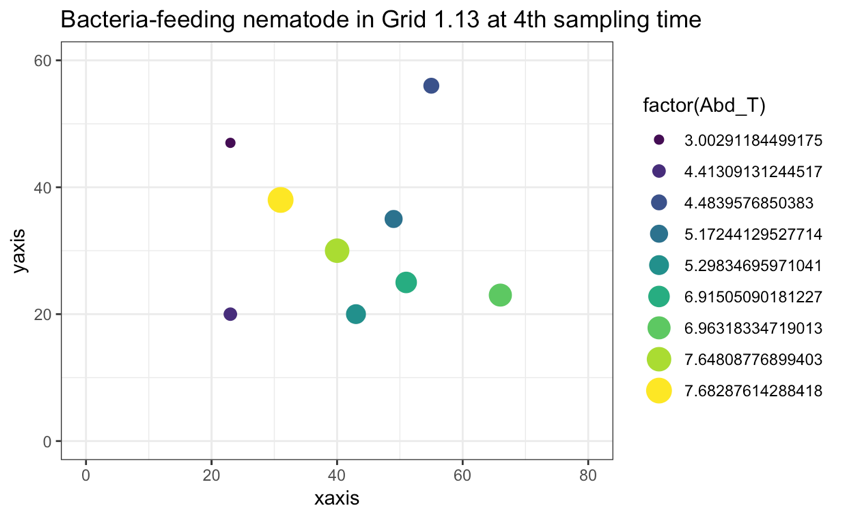 Bacteria-feeding nematode in Grid 1.13 at 4th sampling time
60
40
20
0
yaxis
0 20 40 60 80
xaxis
factor(Abd_T)
3.00291184499175
4.41309131244517
4.4839576850383
5.17244129527714
5.29834695971041
6.91505090181227
6.96318334719013
7.64808776899403
7.68287614288418